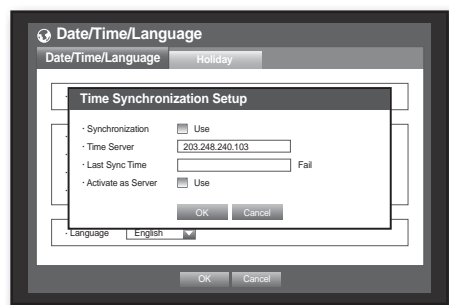 Date/Time/Language
Date/Time/Language Holiday
Time Synchronization Setup
· Synchronization Use
· Time Server 203.248.240.103
· Last Sync Time Fail
· Activate as Server Use
OK Cancel
· Language English
OK Cancel